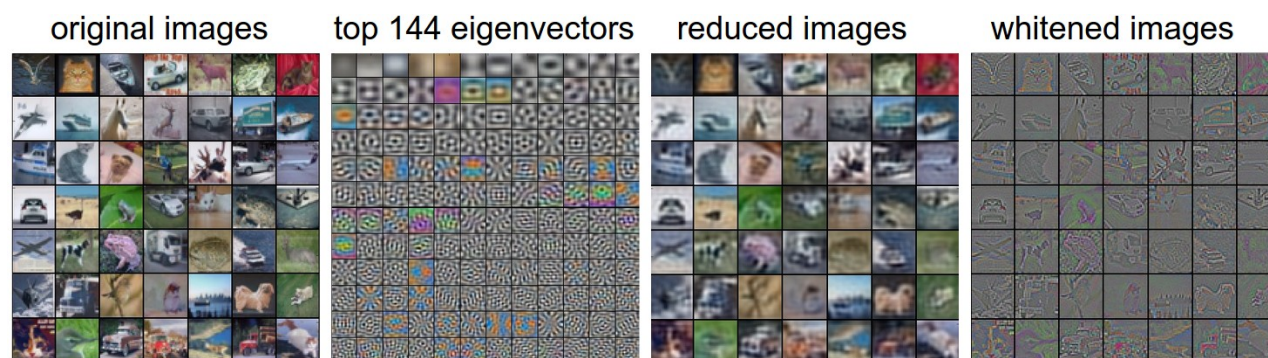 original images
top 144 eigenvectors
reduced images
whitened images